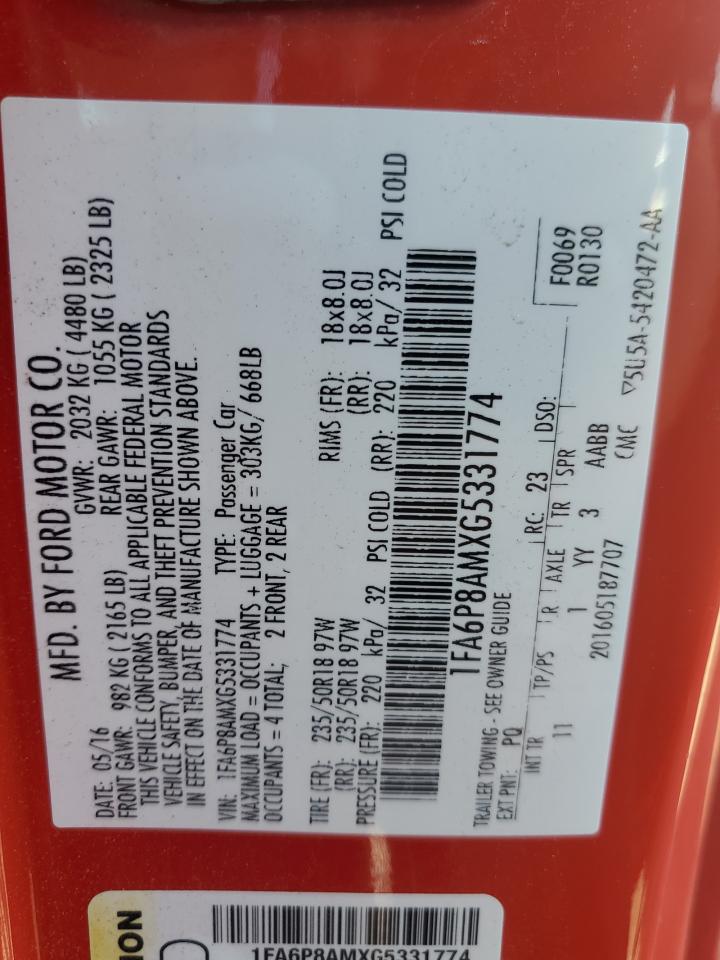 MFD. BY FORD MOTOR CO.
DATE: 05/16 GVWR: 2032 KG ( 4480 LB)
FRONT GAWR: 982 KG ( 2165 LB) REAR GAWR: 1055 KG ( 2325 LB)
THIS VEHICLE CONFORMS TO ALL APPLICABLE FEDERAL MOTOR
VEHICLE SAFETY, BUMPER, AND THEFT PREVENTION STANDARDS
IN EFFECT ON THE DATE OF MANUFACTURE SHOWN ABOVE.
VIN: 1FA6P8AMXG5331774 TYPE: Passenger Car
MAXIMUM LOAD = OCCUPANTS + LUGGAGE = 303KG/ 668LB
OCCUPANTS = 4 TOTAL; 2 FRONT, 2 REAR
TIRE (FR): 235/50R18 97W RIMS (FR): 18x8.0J
(RR): 235/50R18 97W (RR): 18x8.0J
PRESSURE (FR): 220 kPa/ 32 PSI COLD (RR): 220 kPa/ 32 PSI COLD
1FA6P8AMXG5331774
TRAILER TOWING - SEE OWNER GUIDE
EXT PNT: PQ RC: 23 DSO: F0069
R0130
INT TR TP/PS R AXLE TR SPR
11 1 YY 3 AABB
201605187707 CMC ▽5U5A-5420472-AA
ION
1FA6P8AMXG5331774